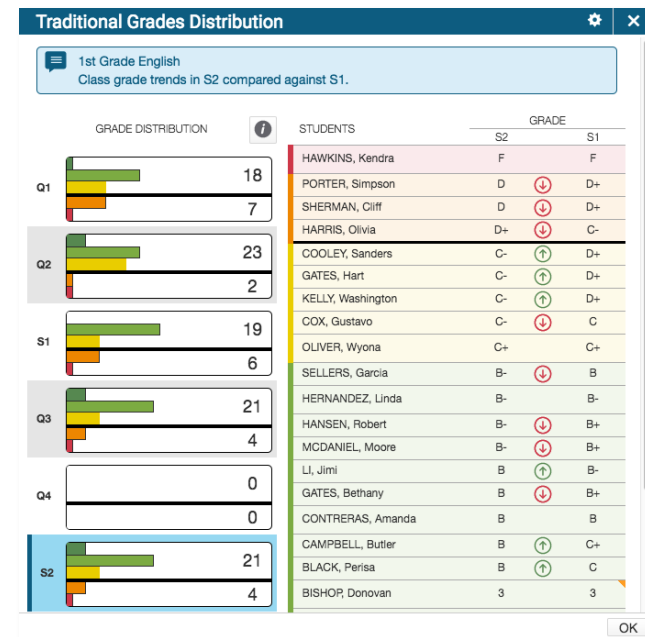 Traditional Grades Distribution
1st Grade English
Class grade trends in S2 compared against S1.
GRADE DISTRIBUTION
Q1
18
7
Q2
23
2
S1
19
6
Q3
21
4
Q4
0
0
S2
21
4
STUDENTS GRADE
S2 S1
HAWKINS, Kendra F F
PORTER, Simpson D D+
SHERMAN, Cliff D D+
HARRIS, Olivia D+ C-
COOLEY, Sanders C- D+
GATES, Hart C- D+
KELLY, Washington C- D+
COX, Gustavo C- C
OLIVER, Wyona C+ C+
SELLERS, Garcia B- B
HERNANDEZ, Linda B- B-
HANSEN, Robert B- B+
MCDANIEL, Moore B- B+
LI, Jimi B B-
GATES, Bethany B B+
CONTRERAS, Amanda B B
CAMPBELL, Butler B C+
BLACK, Perisa B C
BISHOP, Donovan 3 3
OK